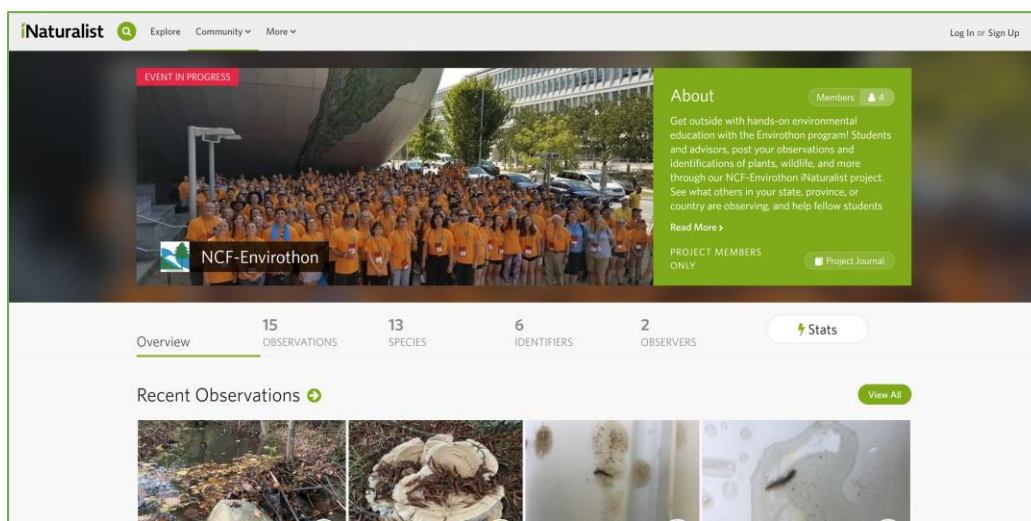 iNaturalist
Explore
Community
More
Log In or Sign Up
EVENT IN PROGRESS
NCF-Envirothon
About
Members 4
Get outside with hands-on environmental
education with the Envirothon program! Students
and advisors, post your observations and
identifications of plants, wildlife, and more
through our NCF-Envirothon iNaturalist project.
See what others in your state, province, or
country are observing, and help fellow students
Read More >
PROJECT MEMBERS
ONLY
Project Journal
Overview
15
OBSERVATIONS
13
SPECIES
6
IDENTIFIERS
2
OBSERVERS
Stats
Recent Observations
View All